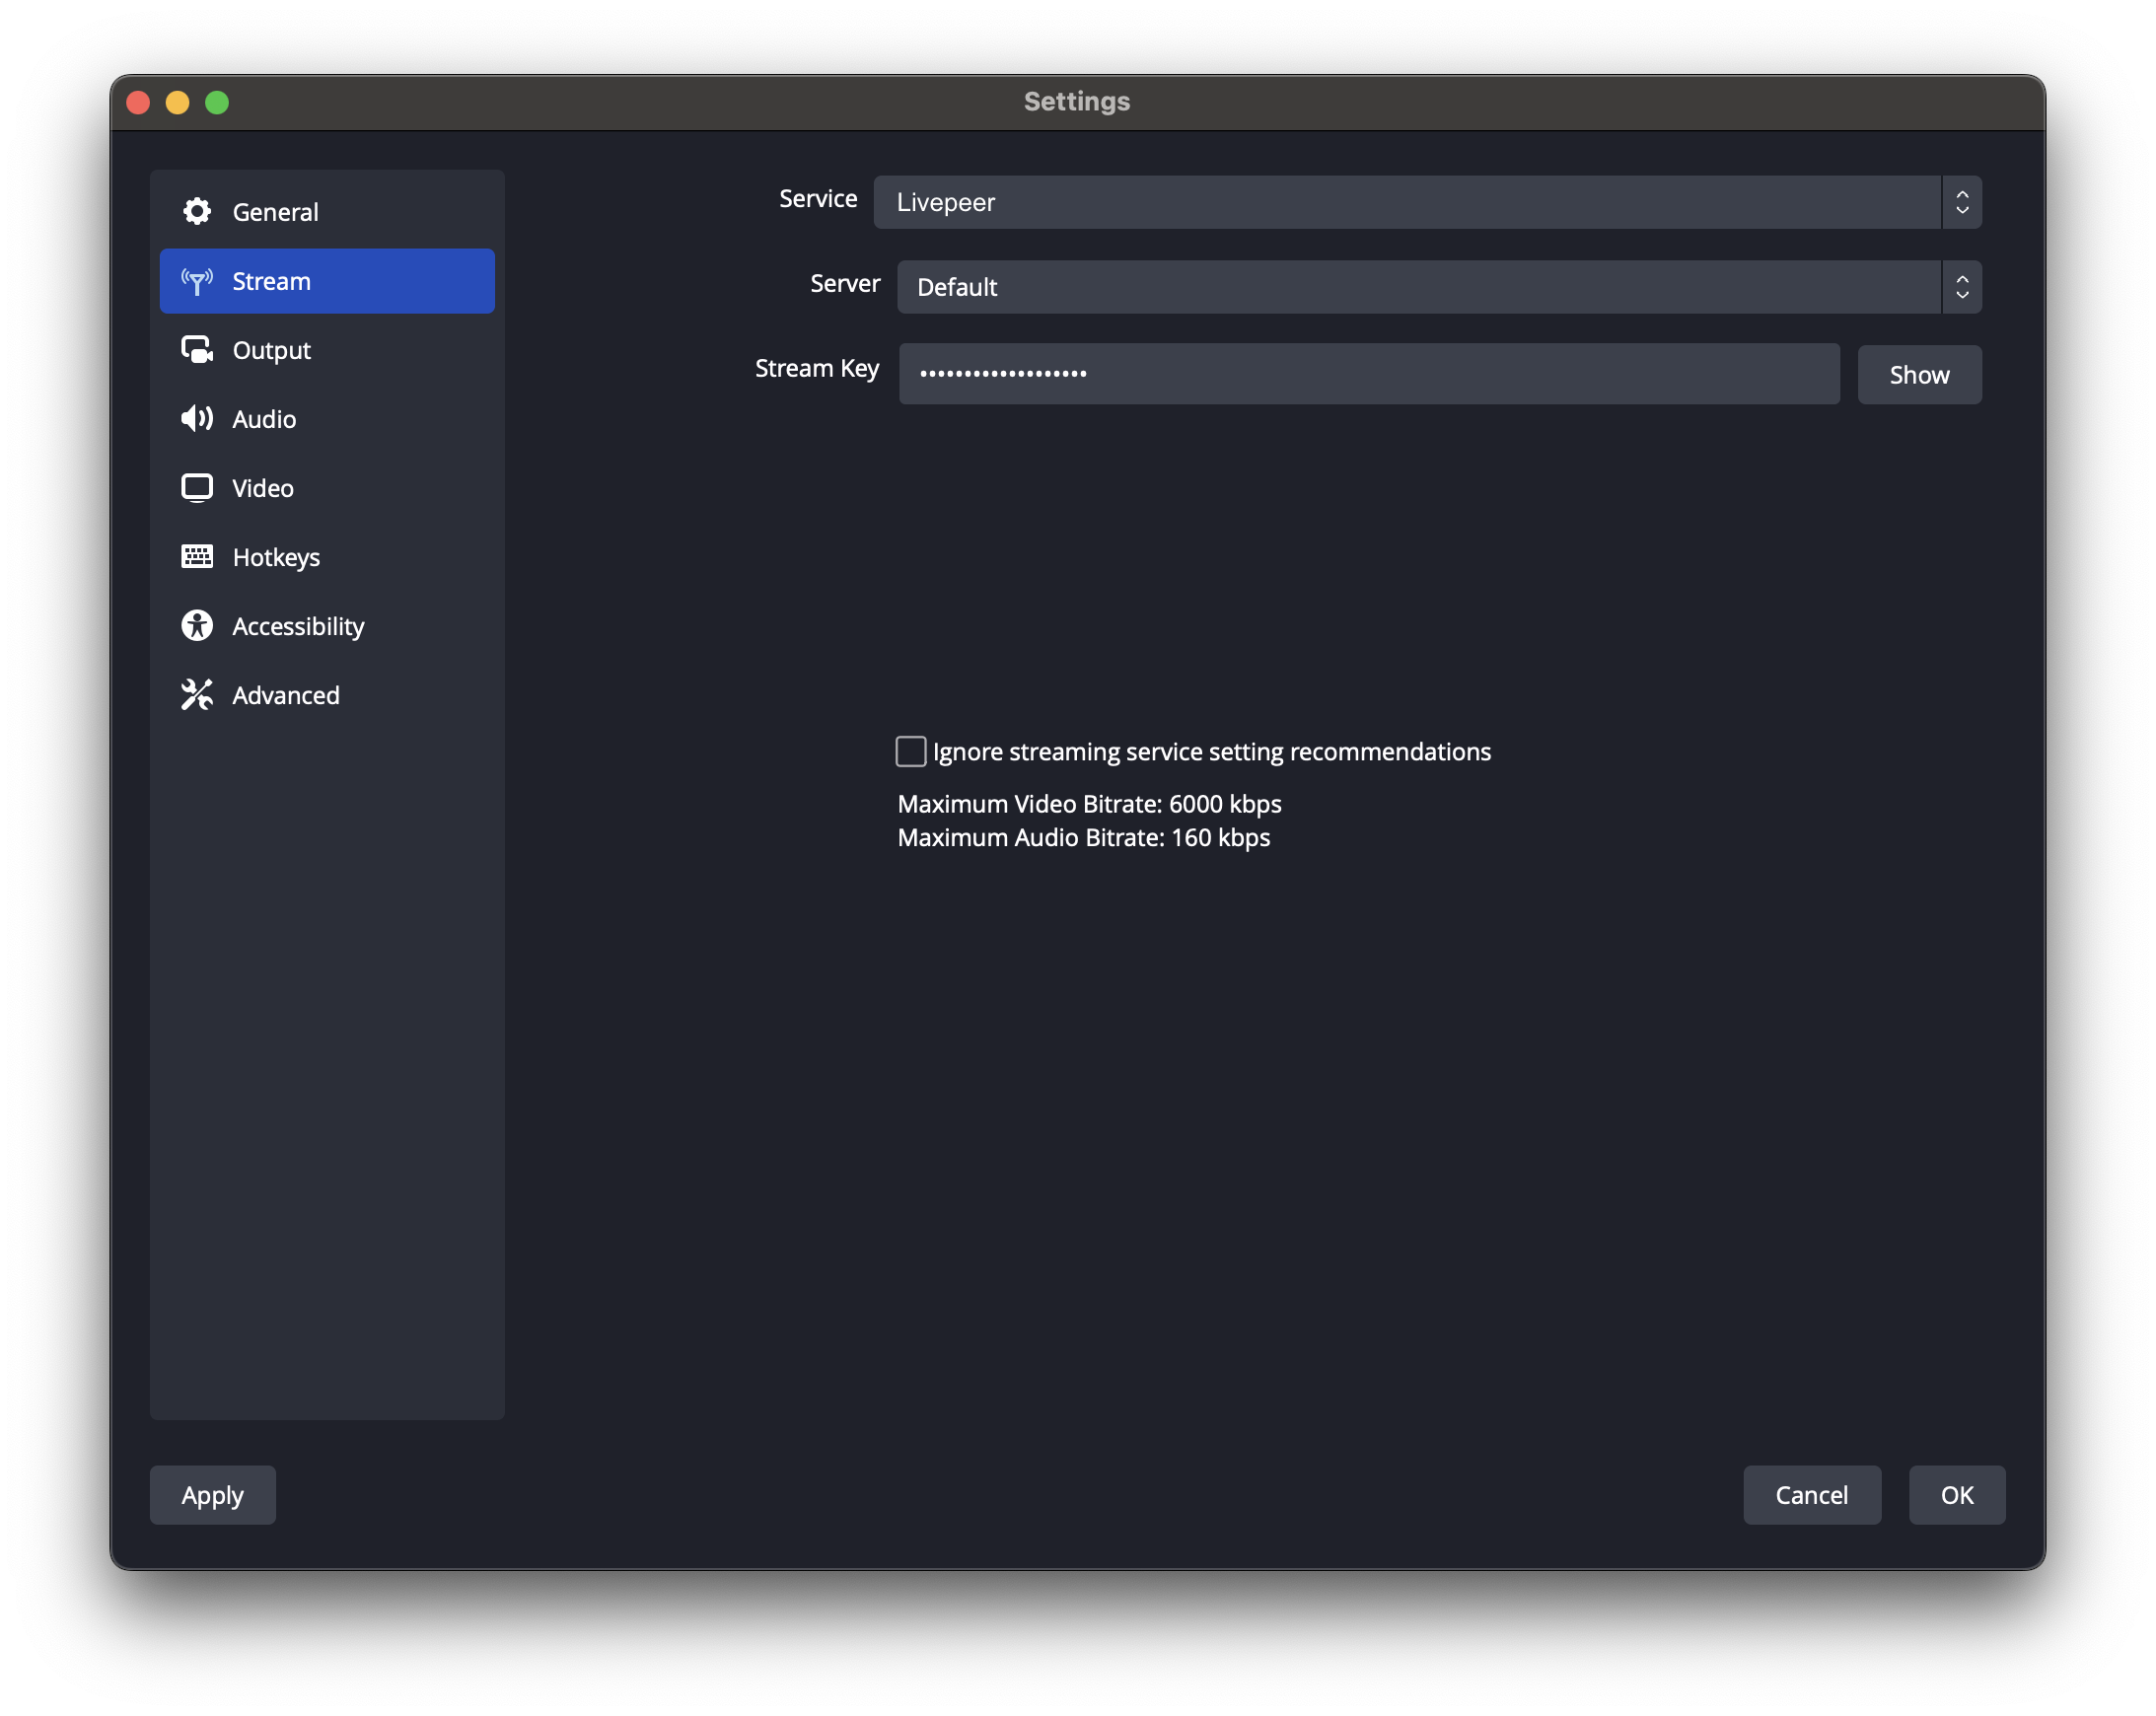 Settings
General
Stream
Output
Audio
Video
Hotkeys
Accessibility
Advanced
Service Livepeer
Server Default
Stream Key ••••••••••••••••••• Show
Ignore streaming service setting recommendations
Maximum Video Bitrate: 6000 kbps
Maximum Audio Bitrate: 160 kbps
Apply
Cancel
OK